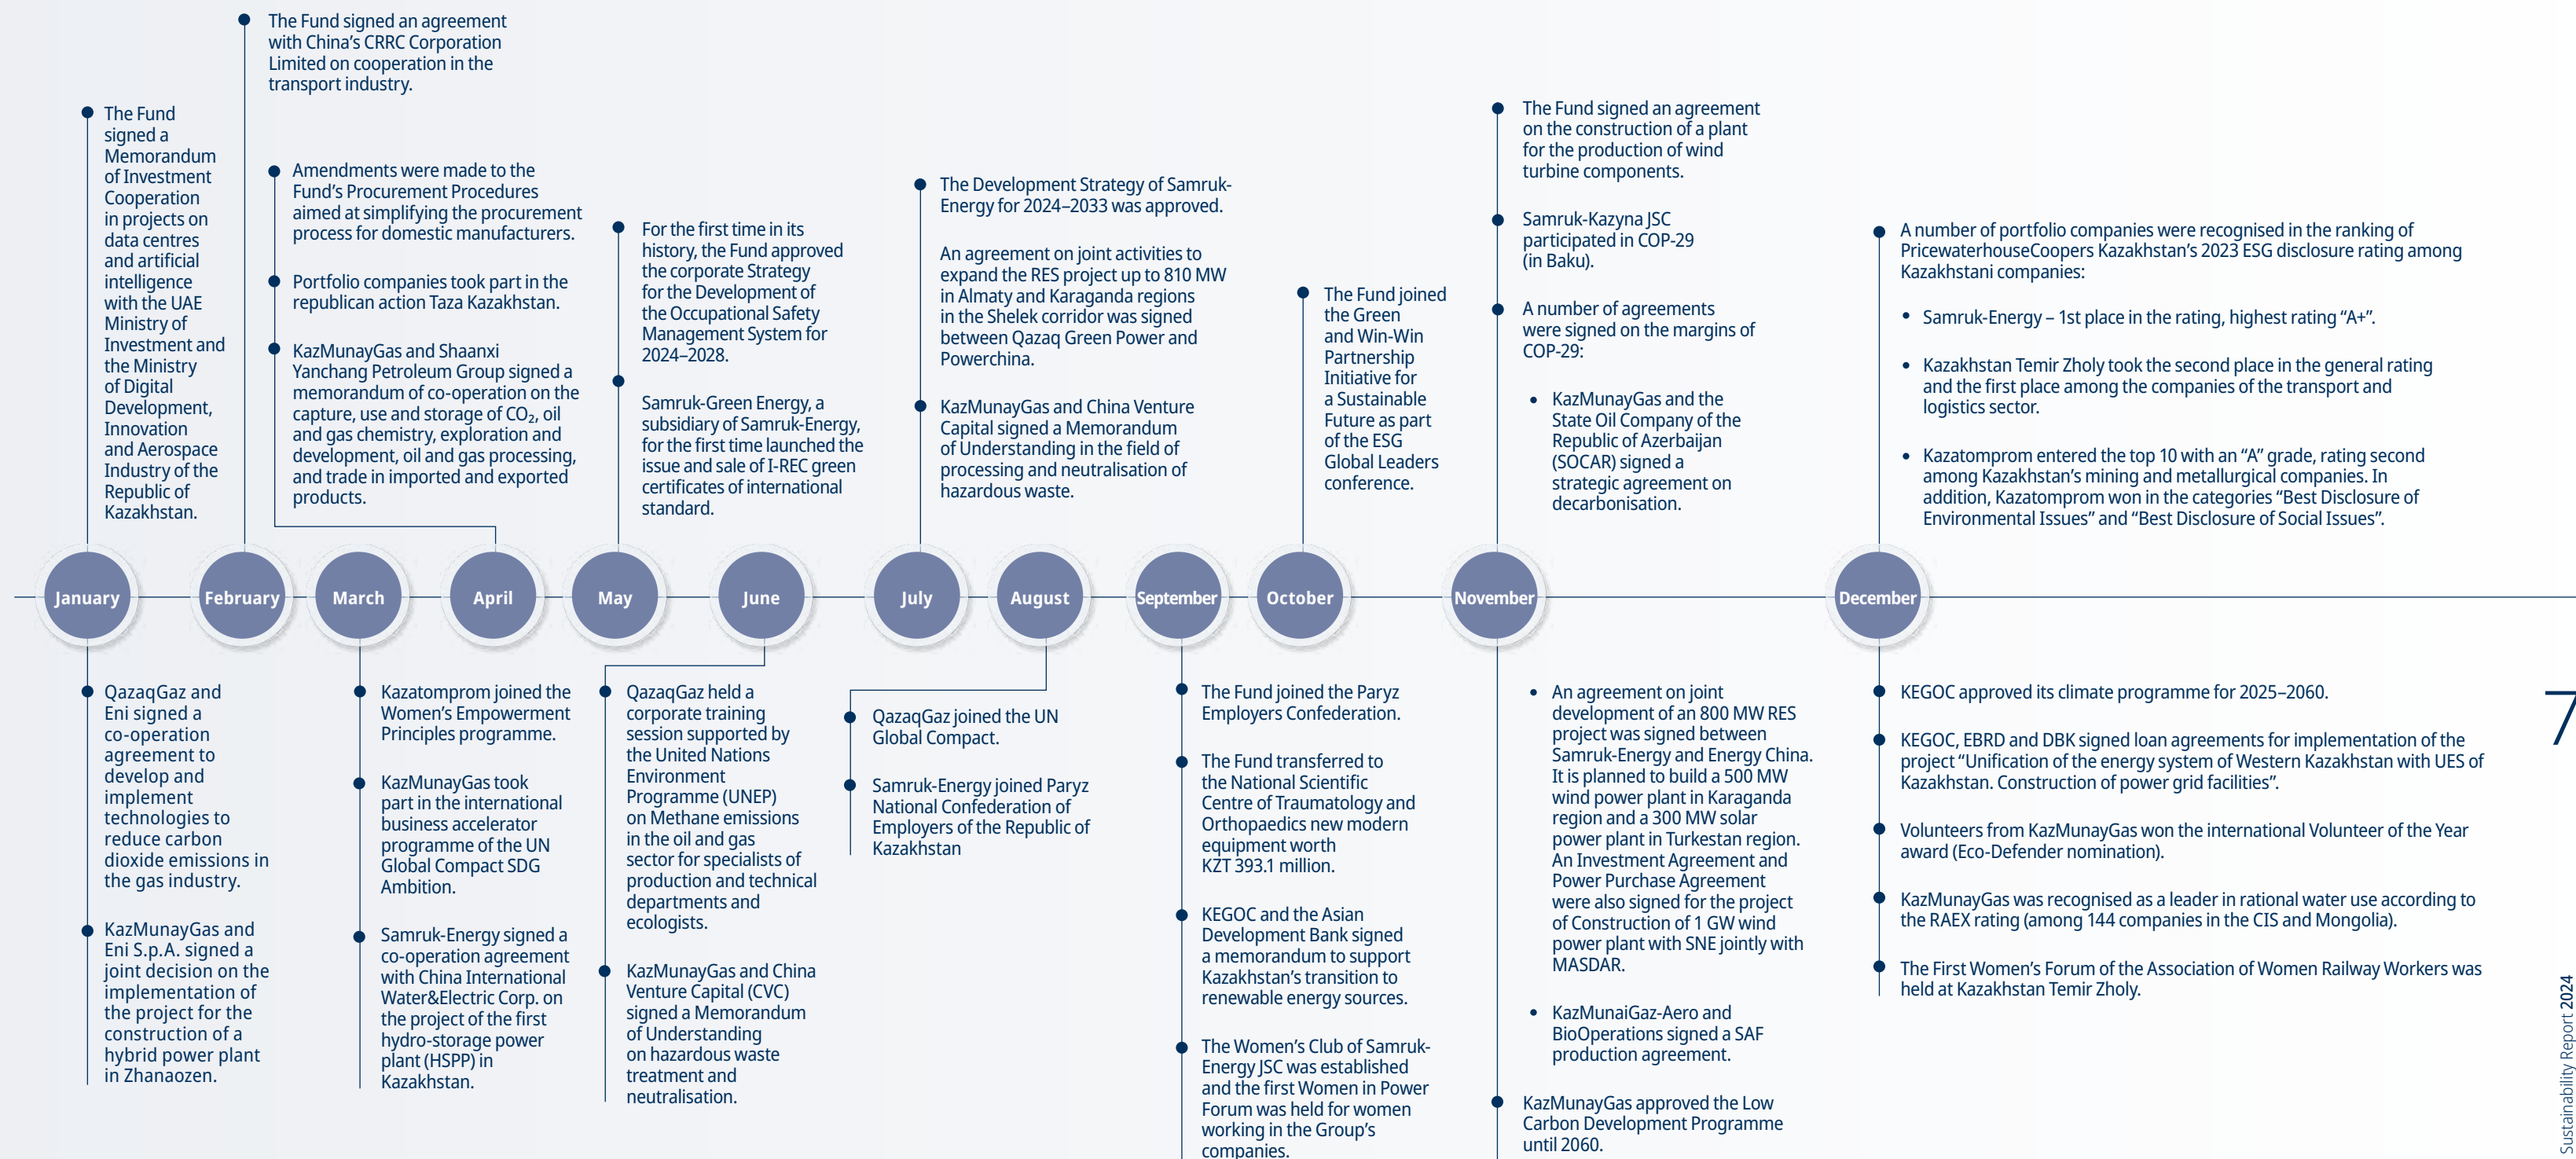 The Fund signed an agreement
with China's CRRC Corporation
Limited on cooperation in the
transport industry.
The Fund
signed a
Memorandum
of Investment
Cooperation
in projects on
data centres
and artificial
intelligence
with the UAE
Ministry of
Investment and
the Ministry
of Digital
Development,
Innovation
and Aerospace
Industry of the
Republic of
Kazakhstan.
Amendments were made to the
Fund's Procurement Procedures
aimed at simplifying the procurement
process for domestic manufacturers.
Portfolio companies took part in the
republican action Taza Kazakhstan.
KazMunayGas and Shaanxi
Yanchang Petroleum Group signed a
memorandum of co-operation on the
capture, use and storage of CO₂, oil
and gas chemistry, exploration and
development, oil and gas processing,
and trade in imported and exported
products.
For the first time in its
history, the Fund approved
the corporate Strategy
for the Development of
the Occupational Safety
Management System for
2024–2028.
Samruk-Green Energy, a
subsidiary of Samruk-Energy,
for the first time launched the
issue and sale of I-REC green
certificates of international
standard.
The Development Strategy of Samruk-
Energy for 2024–2033 was approved.
An agreement on joint activities to
expand the RES project up to 810 MW
in Almaty and Karaganda regions
in the Shelek corridor was signed
between Qazaq Green Power and
Powerchina.
KazMunayGas and China Venture
Capital signed a Memorandum
of Understanding in the field of
processing and neutralisation of
hazardous waste.
The Fund joined
the Green
and Win-Win
Partnership
Initiative for
a Sustainable
Future as part
of the ESG
Global Leaders
conference.
The Fund signed an agreement
on the construction of a plant
for the production of wind
turbine components.
Samruk-Kazyna JSC
participated in COP-29
(in Baku).
A number of agreements
were signed on the margins of
COP-29:
• KazMunayGas and the
State Oil Company of the
Republic of Azerbaijan
(SOCAR) signed a
strategic agreement on
decarbonisation.
A number of portfolio companies were recognised in the ranking of
PricewaterhouseCoopers Kazakhstan's 2023 ESG disclosure rating among
Kazakhstani companies:
• Samruk-Energy – 1st place in the rating, highest rating “A+”.
• Kazakhstan Temir Zholy took the second place in the general rating
and the first place among the companies of the transport and
logistics sector.
• Kazatomprom entered the top 10 with an “A” grade, rating second
among Kazakhstan's mining and metallurgical companies. In
addition, Kazatomprom won in the categories “Best Disclosure of
Environmental Issues” and “Best Disclosure of Social Issues”.
January
February
March
April
May
June
July
August
September
October
November
December
QazaqGaz and
Eni signed a
co-operation
agreement to
develop and
implement
technologies to
reduce carbon
dioxide emissions in
the gas industry.
KazMunayGas and
Eni S.p.A. signed a
joint decision on the
implementation of
the project for the
construction of a
hybrid power plant
in Zhanaozen.
Kazatomprom joined the
Women's Empowerment
Principles programme.
KazMunayGas took
part in the international
business accelerator
programme of the UN
Global Compact SDG
Ambition.
Samruk-Energy signed a
co-operation agreement
with China International
Water&Electric Corp. on
the project of the first
hydro-storage power
plant (HSPP) in
Kazakhstan.
QazaqGaz held a
corporate training
session supported by
the United Nations
Environment
Programme (UNEP)
on Methane emissions
in the oil and gas
sector for specialists of
production and technical
departments and
ecologists.
KazMunayGas and China
Venture Capital (CVC)
signed a Memorandum
of Understanding
on hazardous waste
treatment and
neutralisation.
QazaqGaz joined the UN
Global Compact.
Samruk-Energy joined Paryz
National Confederation of
Employers of the Republic of
Kazakhstan
The Fund joined the Paryz
Employers Confederation.
The Fund transferred to
the National Scientific
Centre of Traumatology and
Orthopaedics new modern
equipment worth
KZT 393.1 million.
KEGOC and the Asian
Development Bank signed
a memorandum to support
Kazakhstan's transition to
renewable energy sources.
The Women's Club of Samruk-
Energy JSC was established
and the first Women in Power
Forum was held for women
working in the Group's
companies.
• An agreement on joint
development of an 800 MW RES
project was signed between
Samruk-Energy and Energy China.
It is planned to build a 500 MW
wind power plant in Karaganda
region and a 300 MW solar
power plant in Turkestan region.
An Investment Agreement and
Power Purchase Agreement
were also signed for the project
of Construction of 1 GW wind
power plant with SNE jointly with
MASDAR.
• KazMunaiGaz-Aero and
BioOperations signed a SAF
production agreement.
KazMunayGas approved the Low
Carbon Development Programme
until 2060.
KEGOC approved its climate programme for 2025–2060.
KEGOC, EBRD and DBK signed loan agreements for implementation of the
project “Unification of the energy system of Western Kazakhstan with UES of
Kazakhstan. Construction of power grid facilities”.
Volunteers from KazMunayGas won the international Volunteer of the Year
award (Eco-Defender nomination).
KazMunayGas was recognised as a leader in rational water use according to
the RAEX rating (among 144 companies in the CIS and Mongolia).
The First Women's Forum of the Association of Women Railway Workers was
held at Kazakhstan Temir Zholy.
7
Sustainability Report 2024